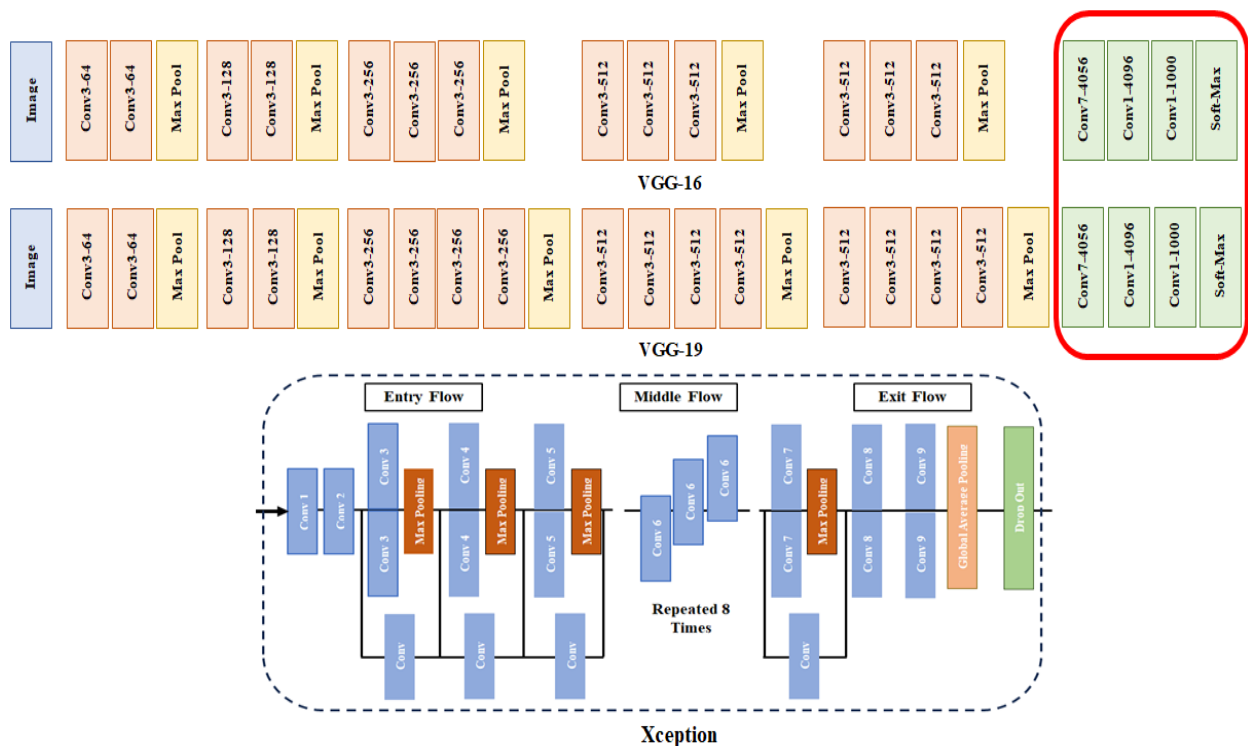 Image
Conv3-64
Conv3-64
Max Pool
Conv3-128
Conv3-128
Max Pool
Conv3-256
Conv3-256
Conv3-256
Max Pool
Conv3-512
Conv3-512
Conv3-512
Max Pool
Conv3-512
Conv3-512
Conv3-512
Max Pool
Conv7-4056
Conv1-4096
Conv1-1000
Soft-Max
VGG-16
Image
Conv3-64
Conv3-64
Max Pool
Conv3-128
Conv3-128
Max Pool
Conv3-256
Conv3-256
Conv3-256
Conv3-256
Max Pool
Conv3-512
Conv3-512
Conv3-512
Conv3-512
Max Pool
Conv3-512
Conv3-512
Conv3-512
Conv3-512
Max Pool
Conv7-4056
Conv1-4096
Conv1-1000
Soft-Max
VGG-19
Entry Flow
Middle Flow
Exit Flow
Conv 1
Conv 2
Conv 3
Conv 3
Max Pooling
Conv 4
Conv 4
Max Pooling
Conv 5
Conv 5
Max Pooling
Conv
Conv
Conv
Conv 6
Conv 6
Conv 6
Repeated 8
Times
Conv 7
Conv 7
Max Pooling
Conv
Conv 8
Conv 8
Conv 9
Conv 9
Global Average Pooling
Dron Out
Xception